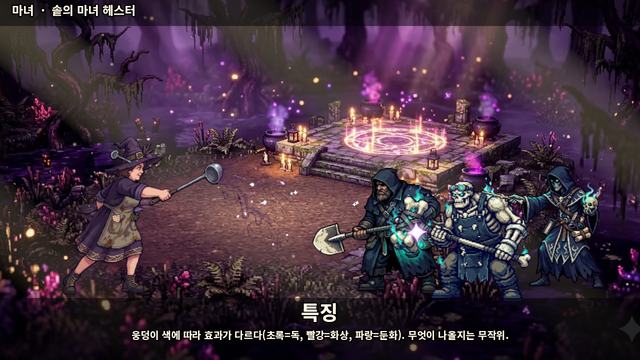 마녀 · 솥의 마녀 헤스터
특징
웅덩이 색에 따라 효과가 다르다(초록=독, 빨강=화상, 파랑=둔화). 무엇이 나올지는 무작위.